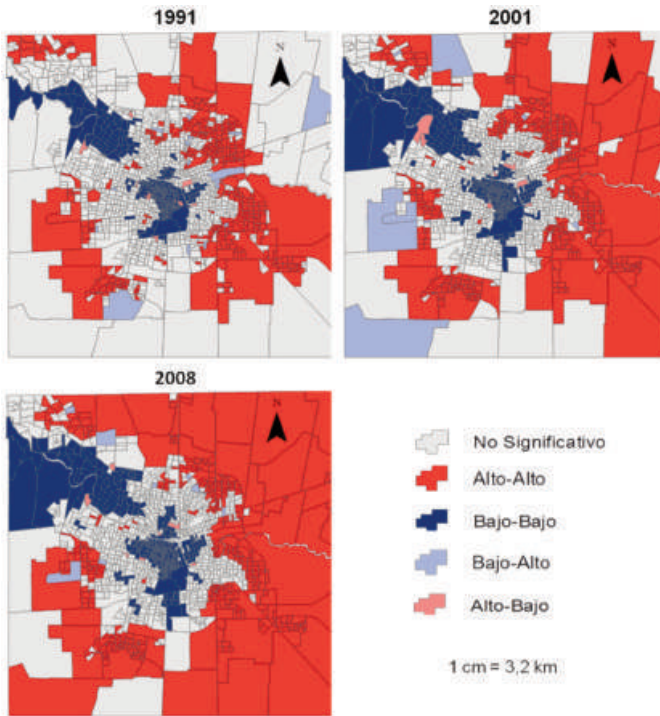 1991
2001
N
N
2008
N
No Significativo
Alto-Alto
Bajo-Bajo
Bajo-Alto
Alto-Bajo
1 cm = 3,2 km